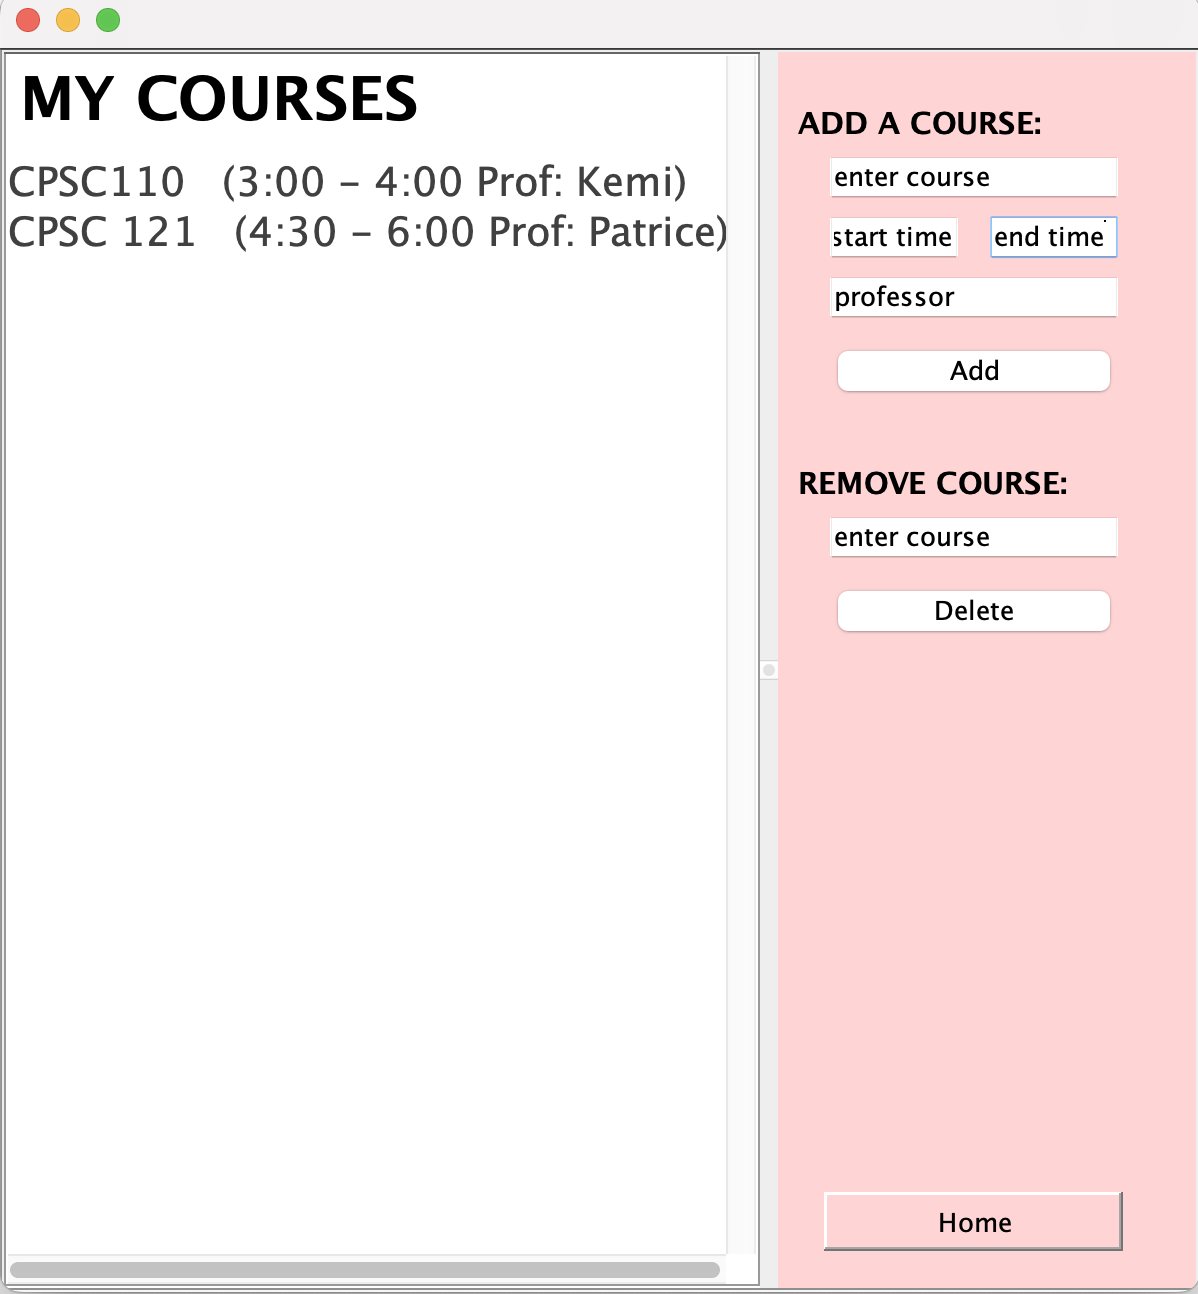 MY COURSES
CPSC110 (3:00 - 4:00 Prof: Kemi)
CPSC 121 (4:30 - 6:00 Prof: Patrice)
ADD A COURSE:
enter course
start time end time
professor
Add
REMOVE COURSE:
enter course
Delete
Home